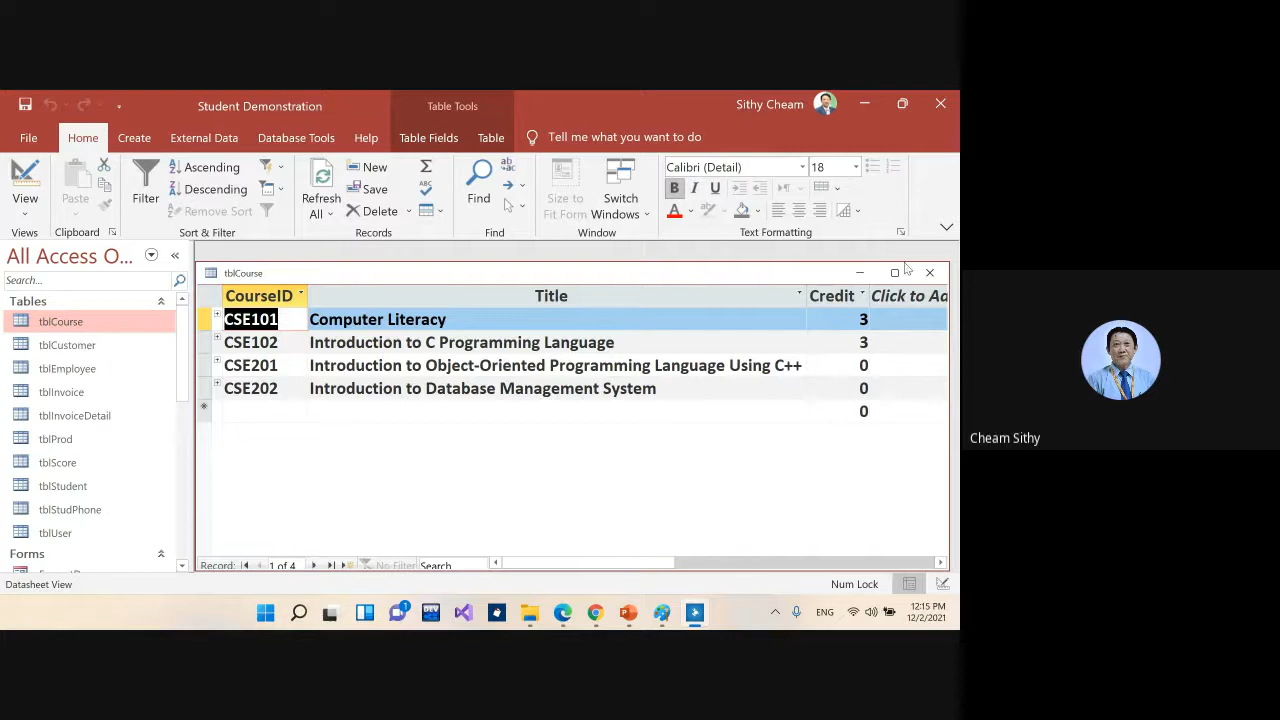 Student Demonstration
Table Tools
Sithy Cheam
File
Home
Create
External Data
Database Tools
Help
Table Fields
Table
Tell me what you want to do
View
Views
Paste
Clipboard
Filter
Ascending
Descending
Remove Sort
Sort & Filter
Refresh
All
New
Save
Delete
Records
Find
Find
Size to
Fit Form
Switch
Windows
Window
Calibri (Detail)
18
B I U
A
Text Formatting
All Access O...
Search...
Tables
tblCourse
tblCustomer
tblEmployee
tblInvoice
tblInvoiceDetail
tblProd
tblScore
tblStudent
tblStudPhone
tblUser
Forms
tblCourse
CourseID Title Credit Click to Ad
CSE101 Computer Literacy 3
CSE102 Introduction to C Programming Language 3
CSE201 Introduction to Object-Oriented Programming Language Using C++ 0
CSE202 Introduction to Database Management System 0
0
Record: 1 of 4 No Filter Search
Datasheet View
Num Lock
ENG
12:15 PM
12/2/2021
Cheam Sithy